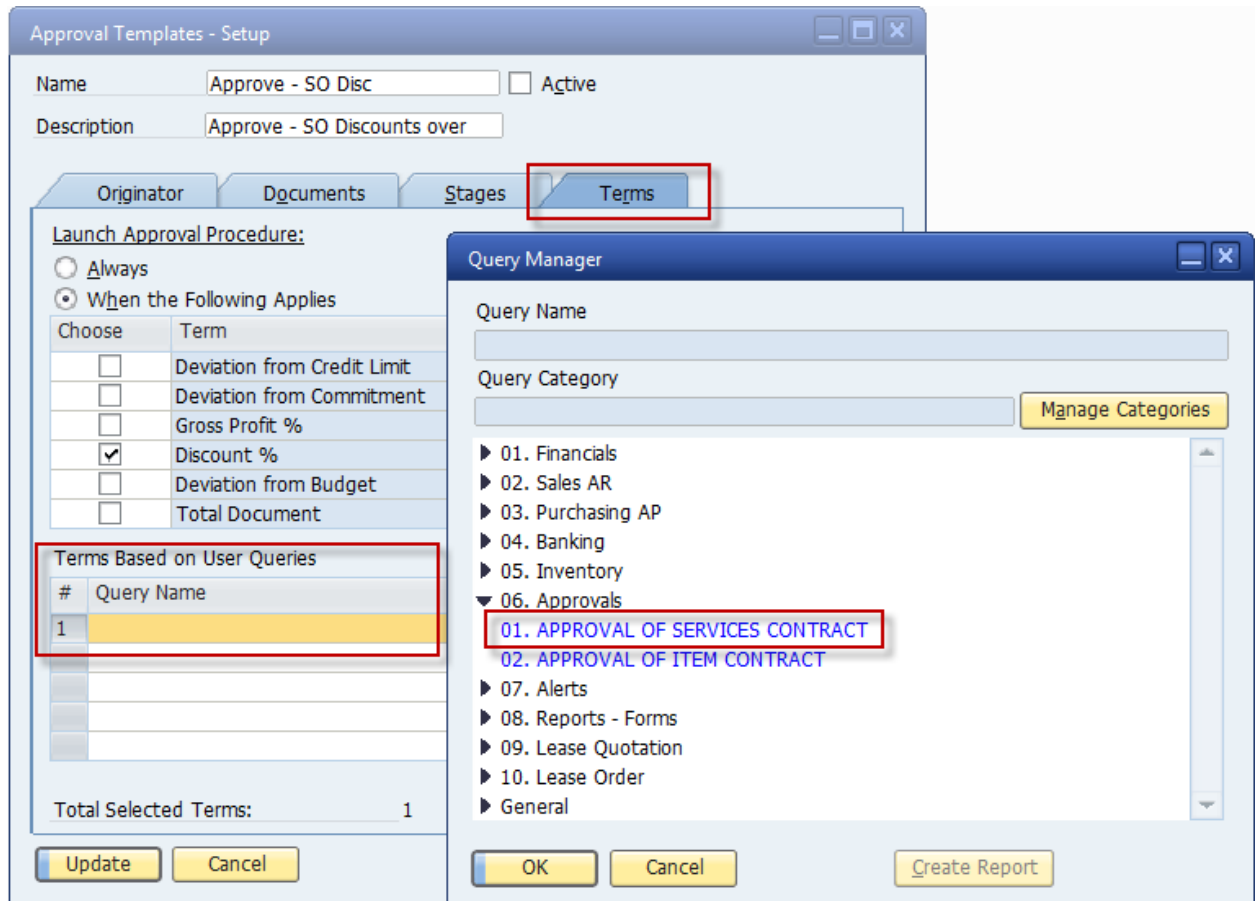 Approval Templates - Setup
Name
Approve - SO Disc
Active
Description
Approve - SO Discounts over
Originator
Documents
Stages
Terms
Launch Approval Procedure:
Always
When the Following Applies
Choose
Term
Deviation from Credit Limit
Deviation from Commitment
Gross Profit %
Discount %
Deviation from Budget
Total Document
Terms Based on User Queries
#
Query Name
1
Total Selected Terms:
1
Update
Cancel
Query Manager
Query Name
Query Category
Manage Categories
01. Financials
02. Sales AR
03. Purchasing AP
04. Banking
05. Inventory
06. Approvals
01. APPROVAL OF SERVICES CONTRACT
02. APPROVAL OF ITEM CONTRACT
07. Alerts
08. Reports - Forms
09. Lease Quotation
10. Lease Order
General
OK
Cancel
Create Report